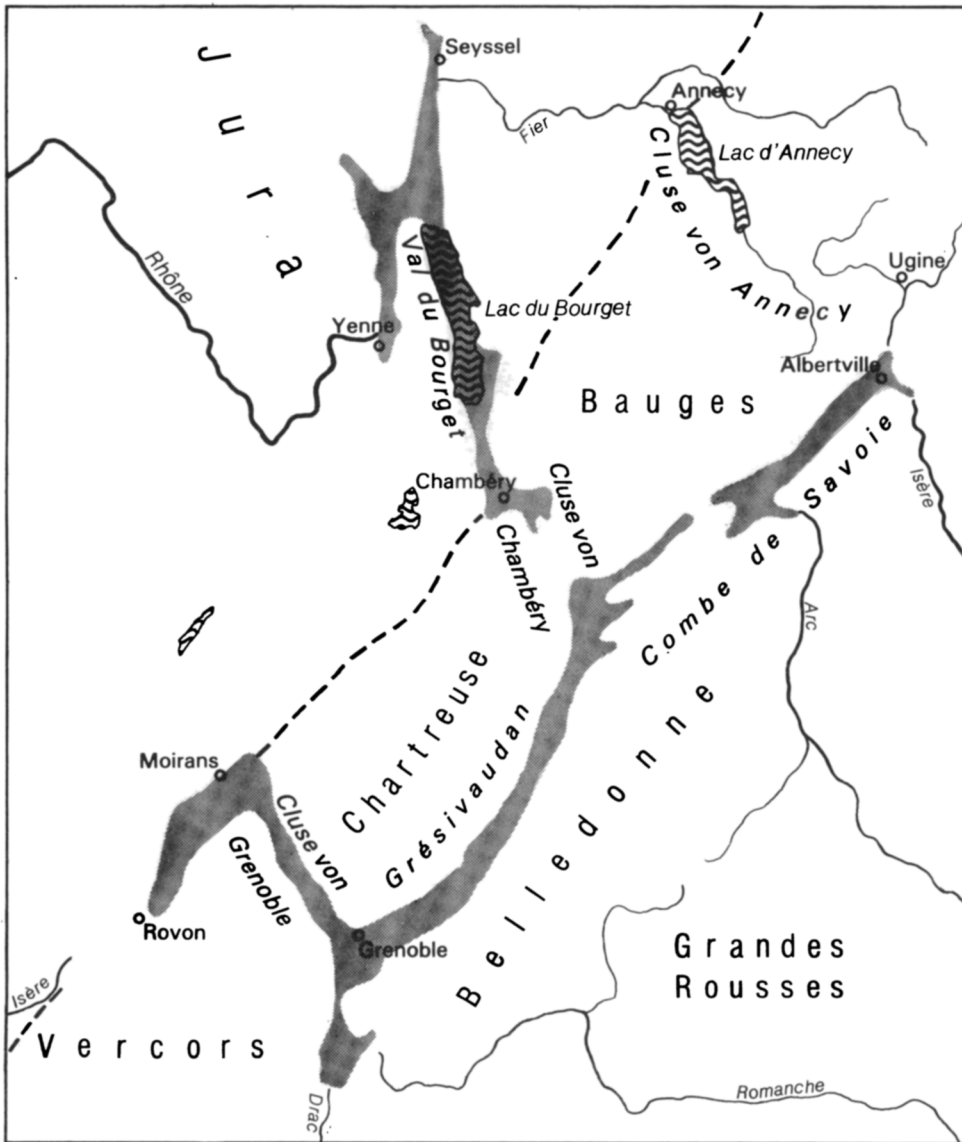 Seyssel
Jura
Annecy
Fier
Lac d'Annecy
Cluse von Annecy
Rhône
Val du Bourget
Ugine
Lac du Bourget
Yenne
Albertville
Bauges
Savoie
Isère
Chambéry
Cluse von
Chambéry
Combe de
Arc
Chartreuse
Belledonne
Moirans
Grésivaudan
Cluse von
Grenoble
Rovon
Grenoble
Grandes
Rousses
Isère
Vercors
Romanche
Drac